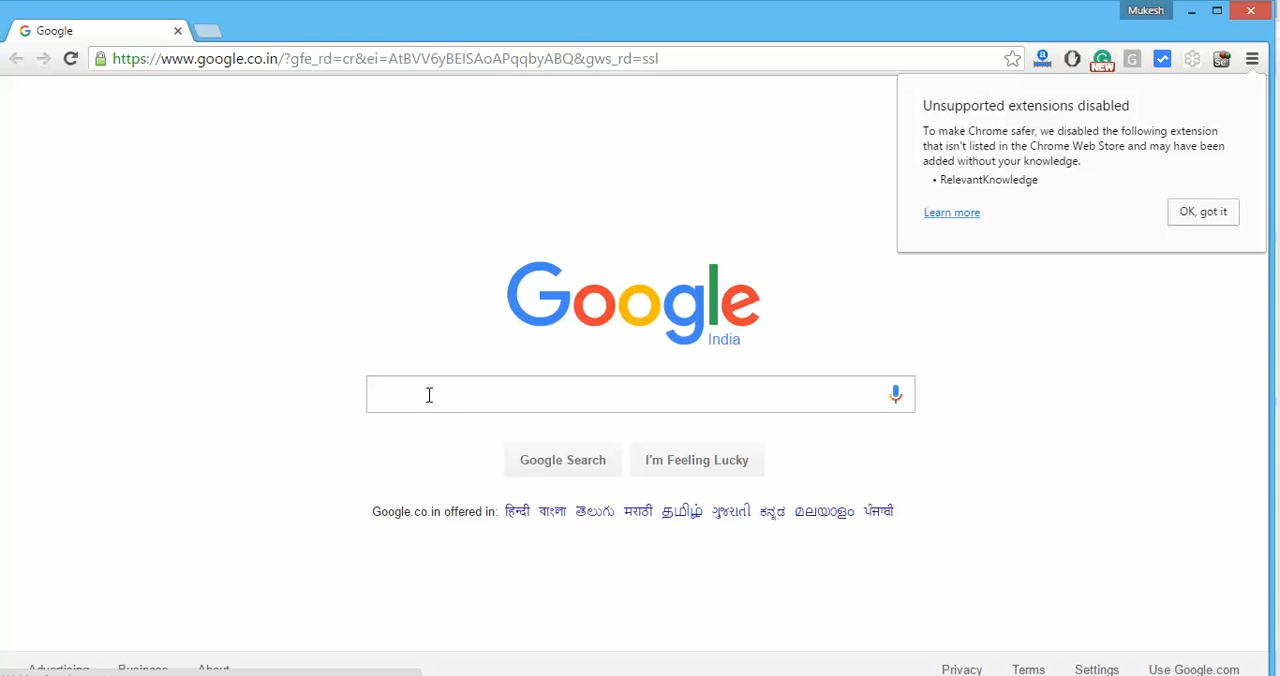 Mukesh
Google
https://www.google.co.in/?gfe_rd=cr&ei=AtBVV6yBEISAoAPqqbyABQ&gws_rd=ssl
NEW
G
Unsupported extensions disabled
To make Chrome safer, we disabled the following extension
that isn't listed in the Chrome Web Store and may have been
added without your knowledge.
• RelevantKnowledge
Learn more
OK, got it
Google
India
Google Search
I'm Feeling Lucky
Google.co.in offered in: हिन्दी বাংলা తెలుగు मराठी தமிழ் ગુજરાતી ಕನ್ನಡ മലയാളം ਪੰਜਾਬੀ
Advertising Business About
Privacy Terms Settings Use Google.com